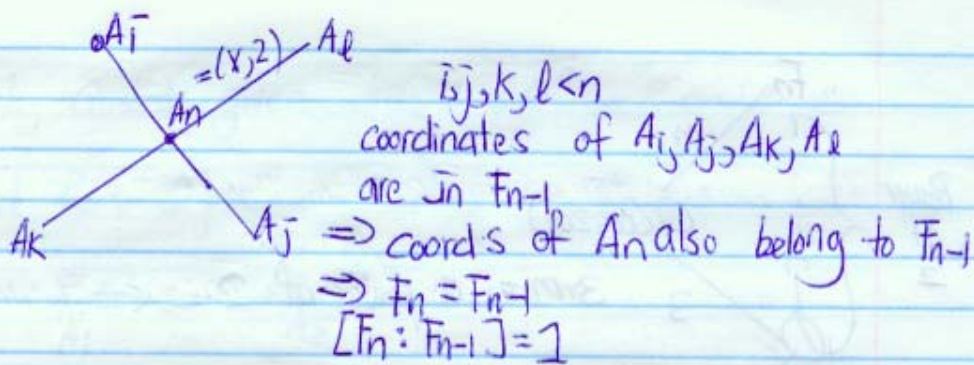 Ai
=(x,2) Al
An
i,j,k,l<n
coordinates of Ai, Aj, Ak, Al
are in Fn-1
Ak Aj => coords of An also belong to Fn-1
=> Fn = Fn-1
[Fn : Fn-1] = 1